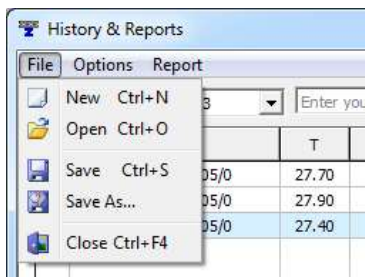 History & Reports
File Options Report
New Ctrl+N
3
Enter you
Open Ctrl+O
T
Save Ctrl+S
05/0 27.70
Save As...
05/0 27.90
05/0 27.40
Close Ctrl+F4